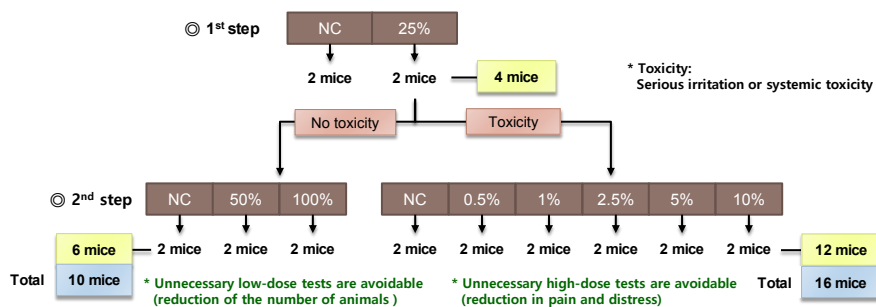 ◎ 1st step
NC 25%
2 mice 2 mice 4 mice
* Toxicity:
Serious irritation or systemic toxicity
No toxicity Toxicity
◎ 2nd step
NC 50% 100% NC 0.5% 1% 2.5% 5% 10%
6 mice 2 mice 2 mice 2 mice 2 mice 2 mice 2 mice 2 mice 2 mice 2 mice 12 mice
Total 10 mice
* Unnecessary low-dose tests are avoidable
(reduction of the number of animals )
* Unnecessary high-dose tests are avoidable
(reduction in pain and distress)
Total 16 mice